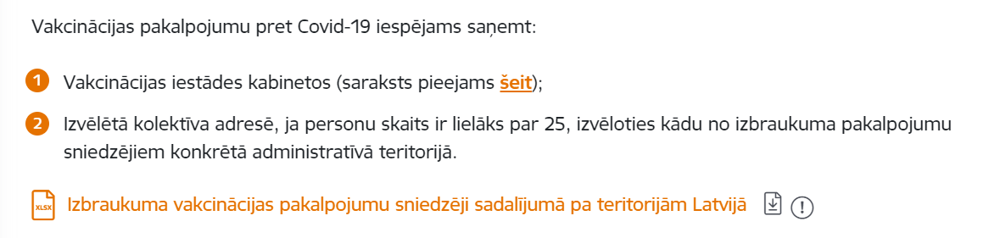 Vakcinācijas pakalpojumu pret Covid-19 iespējams saņemt:
1 Vakcinācijas iestādes kabinetos (saraksts pieejams šeit);
2 Izvēlētā kolektīva adresē, ja personu skaits ir lielāks par 25, izvēloties kādu no izbraukuma pakalpojumu
sniedzējiem konkrētā administratīvā teritorijā.
XLSX Izbraukuma vakcinācijas pakalpojumu sniedzēji sadalījumā pa teritorijām Latvijā